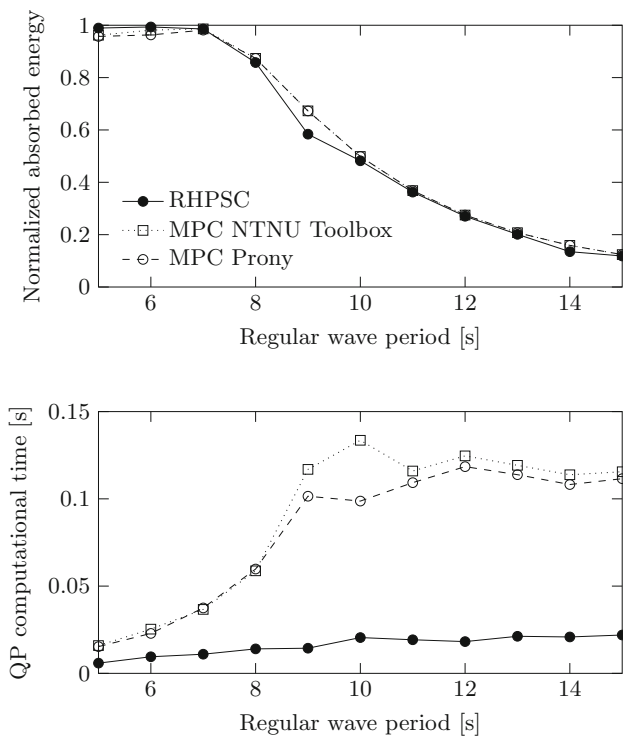 Normalized absorbed energy
1
0.8
0.6
0.4
0.2
0
RHPSC
MPC NTNU Toolbox
MPC Prony
6 8 10 12 14
Regular wave period [s]
QP computational time [s]
0.15
0.1
0.05
0
6 8 10 12 14
Regular wave period [s]